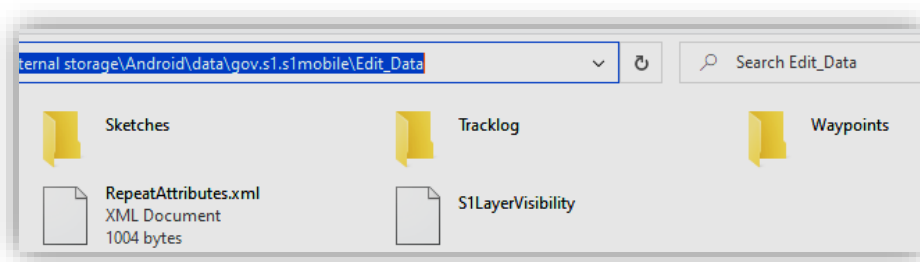 ternal storage\Android\data\gov.s1.s1mobile\Edit_Data
Search Edit_Data
Sketches
Tracklog
Waypoints
RepeatAttributes.xml
XML Document
1004 bytes
S1LayerVisibility